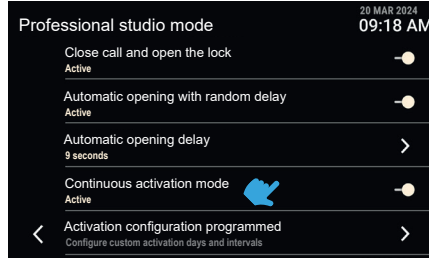 20 MAR 2024
Professional studio mode 09:18 AM
Close call and open the lock
Active
Automatic opening with random delay
Active
Automatic opening delay
9 seconds
Continuous activation mode
Active
Activation configuration programmed
Configure custom activation days and intervals